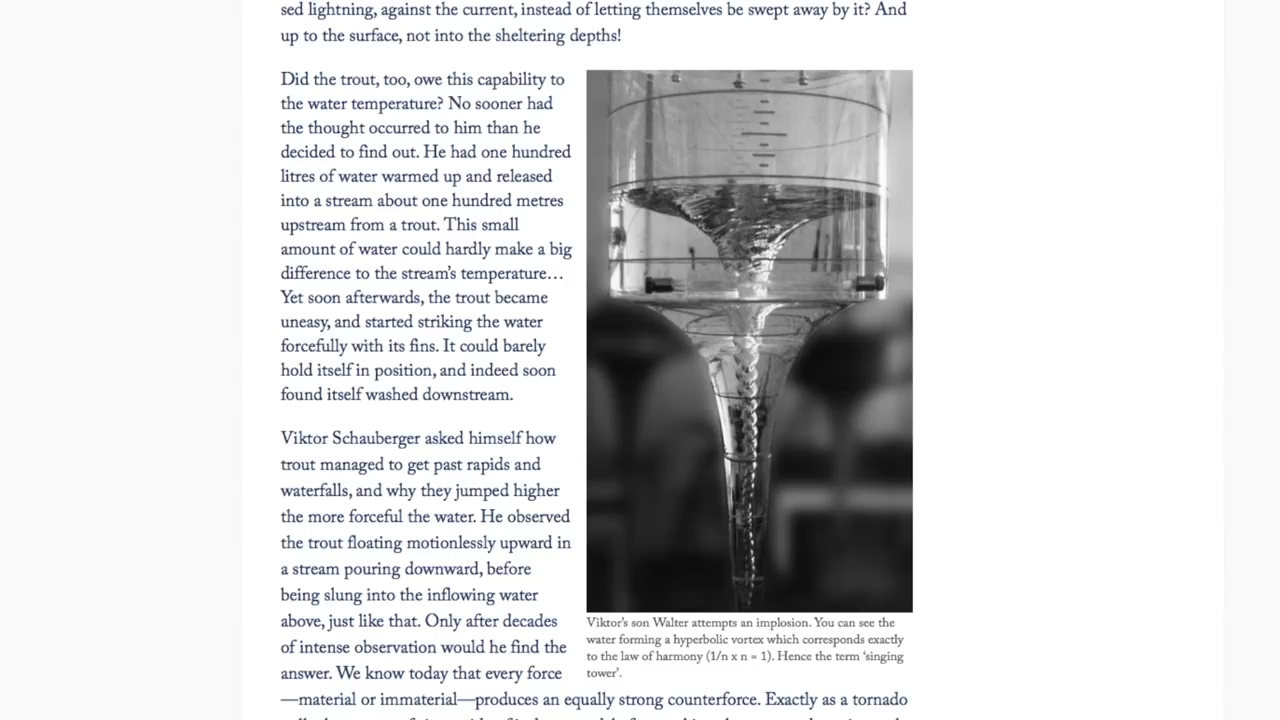 sed lightning, against the current, instead of letting themselves be swept away by it? And
up to the surface, not into the sheltering depths!
Did the trout, too, owe this capability to
the water temperature? No sooner had
the thought occurred to him than he
decided to find out. He had one hundred
litres of water warmed up and released
into a stream about one hundred metres
upstream from a trout. This small
amount of water could hardly make a big
difference to the stream's temperature…
Yet soon afterwards, the trout became
uneasy, and started striking the water
forcefully with its fins. It could barely
hold itself in position, and indeed soon
found itself washed downstream.
Viktor Schauberger asked himself how
trout managed to get past rapids and
waterfalls, and why they jumped higher
the more forceful the water. He observed
the trout floating motionlessly upward in
a stream pouring downward, before
being slung into the inflowing water
above, just like that. Only after decades
of intense observation would he find the
answer. We know today that every force
—material or immaterial—produces an equally strong counterforce. Exactly as a tornado
Viktor's son Walter attempts an implosion. You can see the
water forming a hyperbolic vortex which corresponds exactly
to the law of harmony (1/n x n = 1). Hence the term 'singing
tower'.